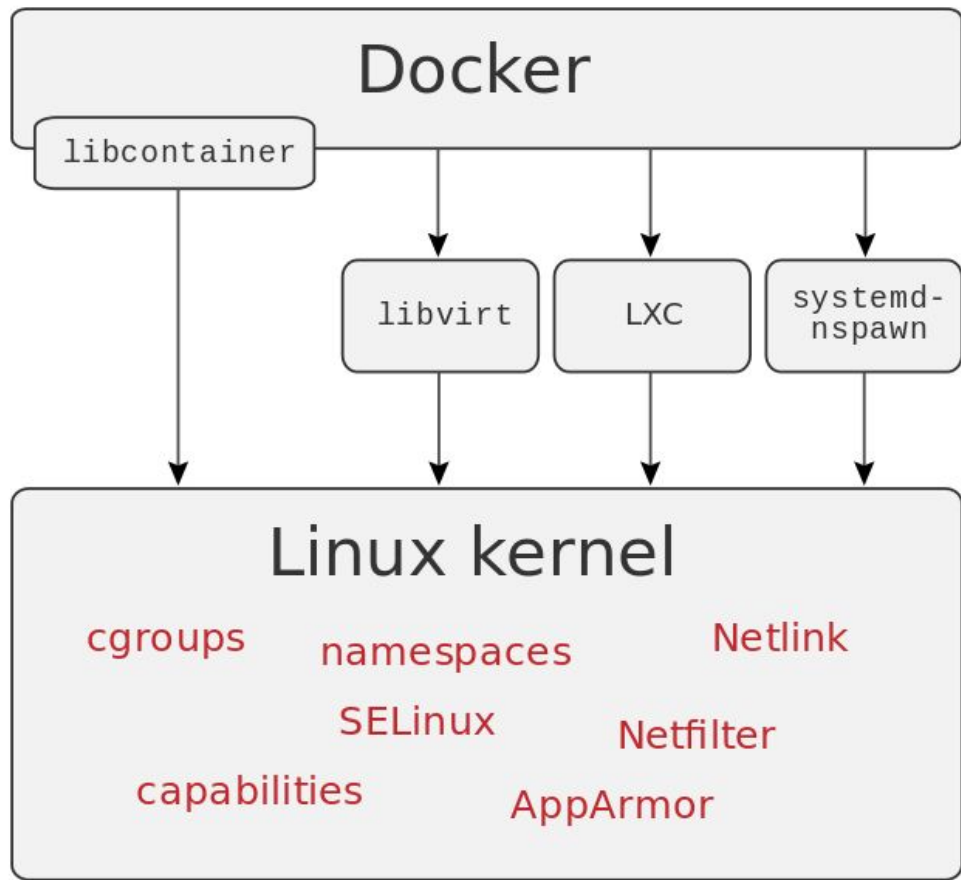 Docker
libcontainer
libvirt
LXC
systemd-
nspawn
Linux kernel
cgroups
namespaces
Netlink
SELinux
Netfilter
capabilities
AppArmor